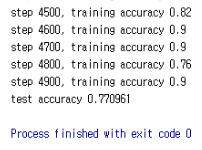 step 4500, training accuracy 0.82
step 4600, training accuracy 0.9
step 4700, training accuracy 0.9
step 4800, training accuracy 0.76
step 4900, training accuracy 0.9
test accuracy 0.770961
Process finished with exit code 0